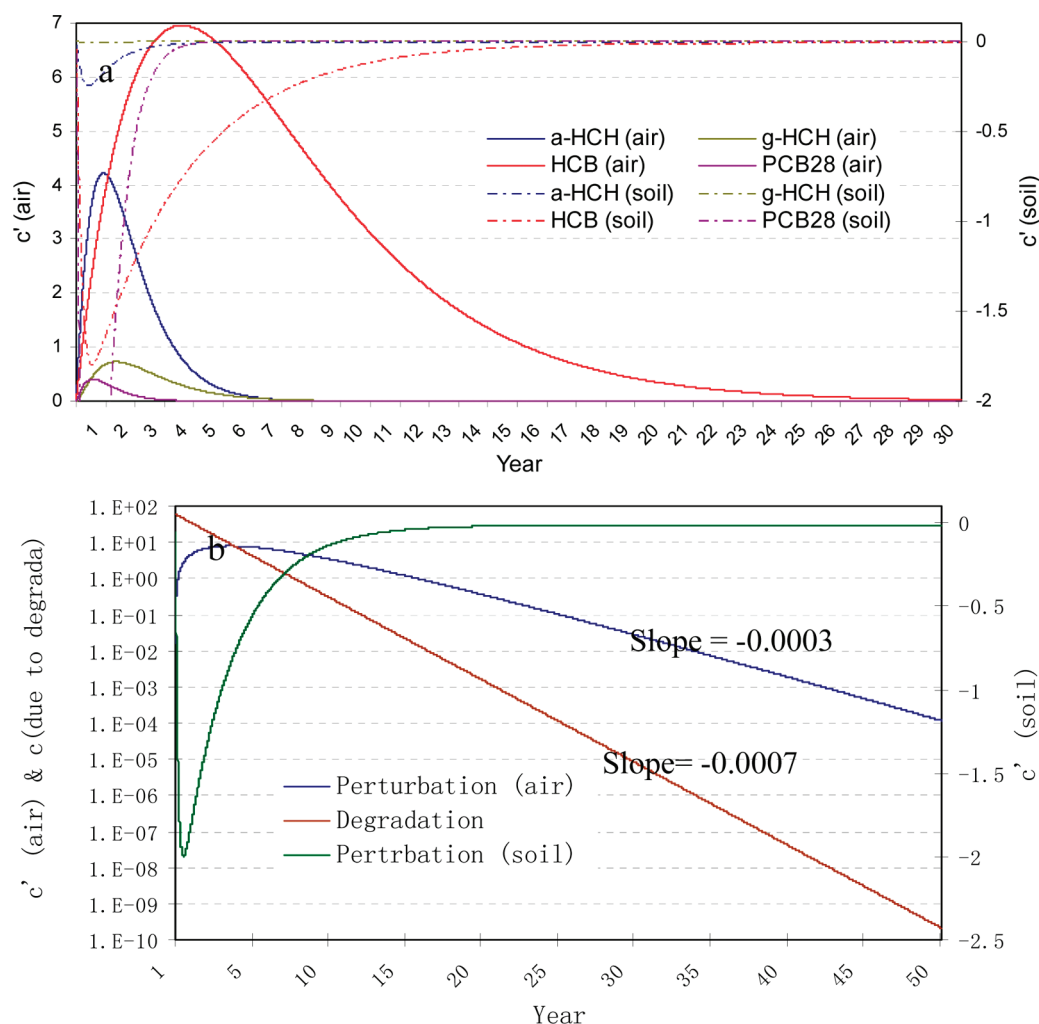 7
6
5
4
3
2
1
0
c' (air)
a
0
-0.5
-1
-1.5
-2
c' (soil)
a-HCH (air)
g-HCH (air)
HCB (air)
PCB28 (air)
a-HCH (soil)
g-HCH (soil)
HCB (soil)
PCB28 (soil)
1 2 3 4 5 6 7 8 9 10 11 12 13 14 15 16 17 18 19 20 21 22 23 24 25 26 27 28 29 30
Year
1.E+02
1.E+01
1.E+00
1.E-01
1.E-02
1.E-03
1.E-04
1.E-05
1.E-06
1.E-07
1.E-08
1.E-09
1.E-10
c' (air) & c(due to degrada)
b
0
-0.5
-1
-1.5
-2
-2.5
c' (soil)
Slope = -0.0003
Slope= -0.0007
Perturbation (air)
Degradation
Pertrbation (soil)
1 5 10 15 20 25 30 35 40 45 50
Year